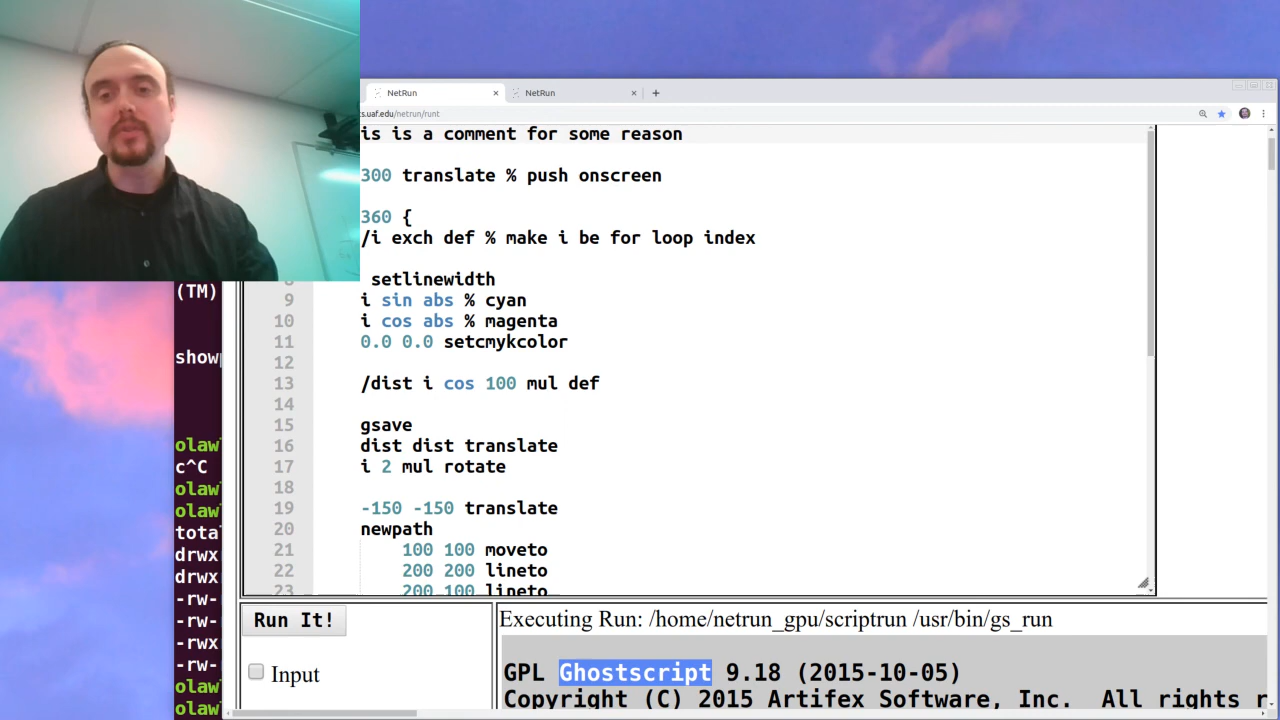 NetRun × NetRun × +
s.uaf.edu/netrun/runt
is is a comment for some reason
300 translate % push onscreen
360 {
/i exch def % make i be for loop index
setlinewidth
9 i sin abs % cyan
10 i cos abs % magenta
11 0.0 0.0 setcmykcolor
12
13 /dist i cos 100 mul def
14
15 gsave
16 dist dist translate
17 i 2 mul rotate
18
19 -150 -150 translate
20 newpath
21 100 100 moveto
22 200 200 lineto
23 200 100 lineto
(TM)
show
olaw
c^C
olaw
olaw
tota
drwx
drwx
-rw-
-rw-
-rwx
-rw-
olaw
olaw
Run It!
Input
Executing Run: /home/netrun_gpu/scriptrun /usr/bin/gs_run
GPL Ghostscript 9.18 (2015-10-05)
Copyright (C) 2015 Artifex Software, Inc. All rights r